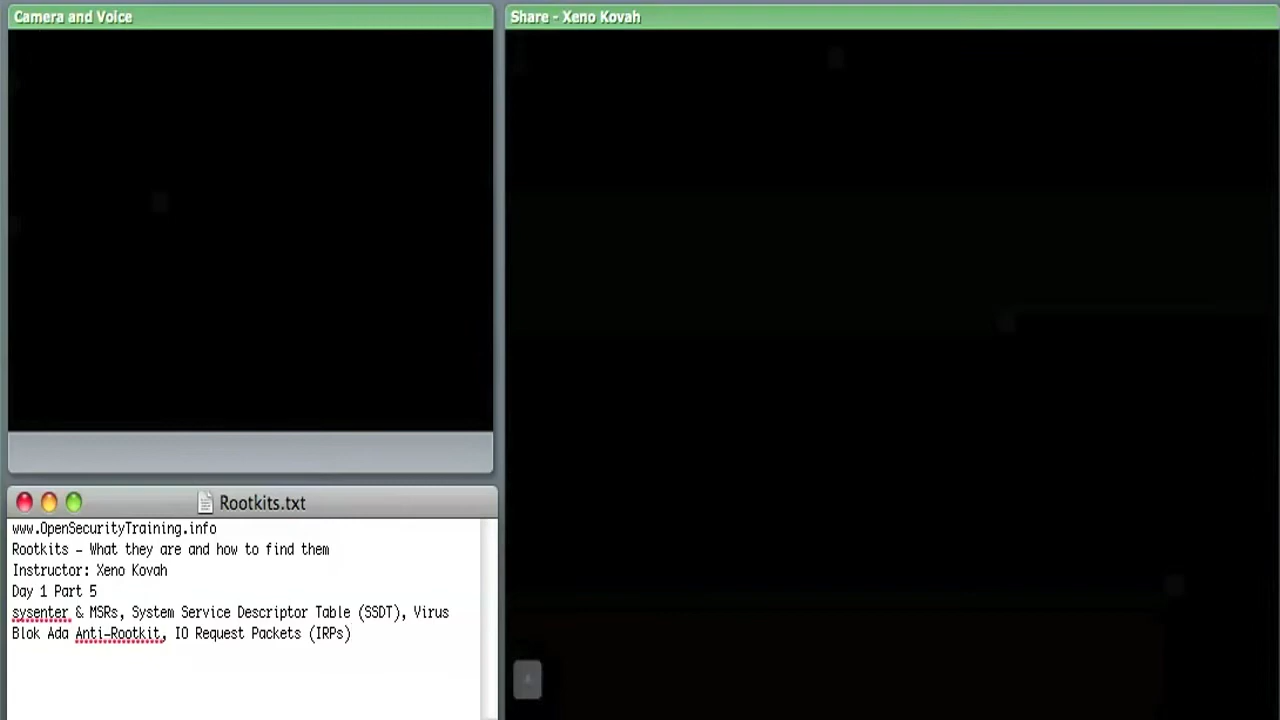 Camera and Voice
Share - Xeno Kovah
Rootkits.txt
www.OpenSecurityTraining.info
Rootkits - What they are and how to find them
Instructor: Xeno Kovah
Day 1 Part 5
sysenter & MSRs, System Service Descriptor Table (SSDT), Virus
Blok Ada Anti-Rootkit, IO Request Packets (IRPs)